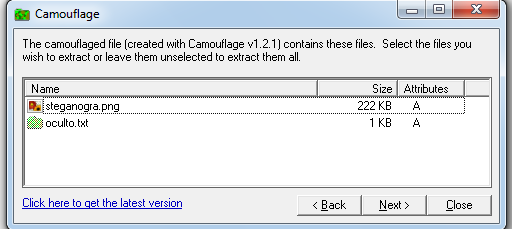 Camouflage
The camouflaged file (created with Camouflage v1.2.1) contains these files. Select the files you
wish to extract or leave them unselected to extract them all.
Name Size Attributes
steganogra.png 222 KB A
oculto.txt 1 KB A
Click here to get the latest version < Back Next > Close